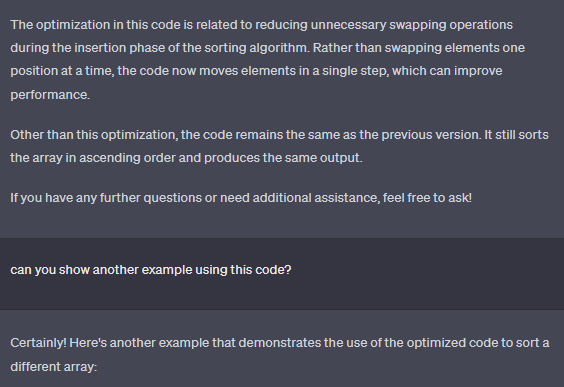 The optimization in this code is related to reducing unnecessary swapping operations
during the insertion phase of the sorting algorithm. Rather than swapping elements one
position at a time, the code now moves elements in a single step, which can improve
performance.
Other than this optimization, the code remains the same as the previous version. It still sorts
the array in ascending order and produces the same output.
If you have any further questions or need additional assistance, feel free to ask!
can you show another example using this code?
Certainly! Here's another example that demonstrates the use of the optimized code to sort a
different array: